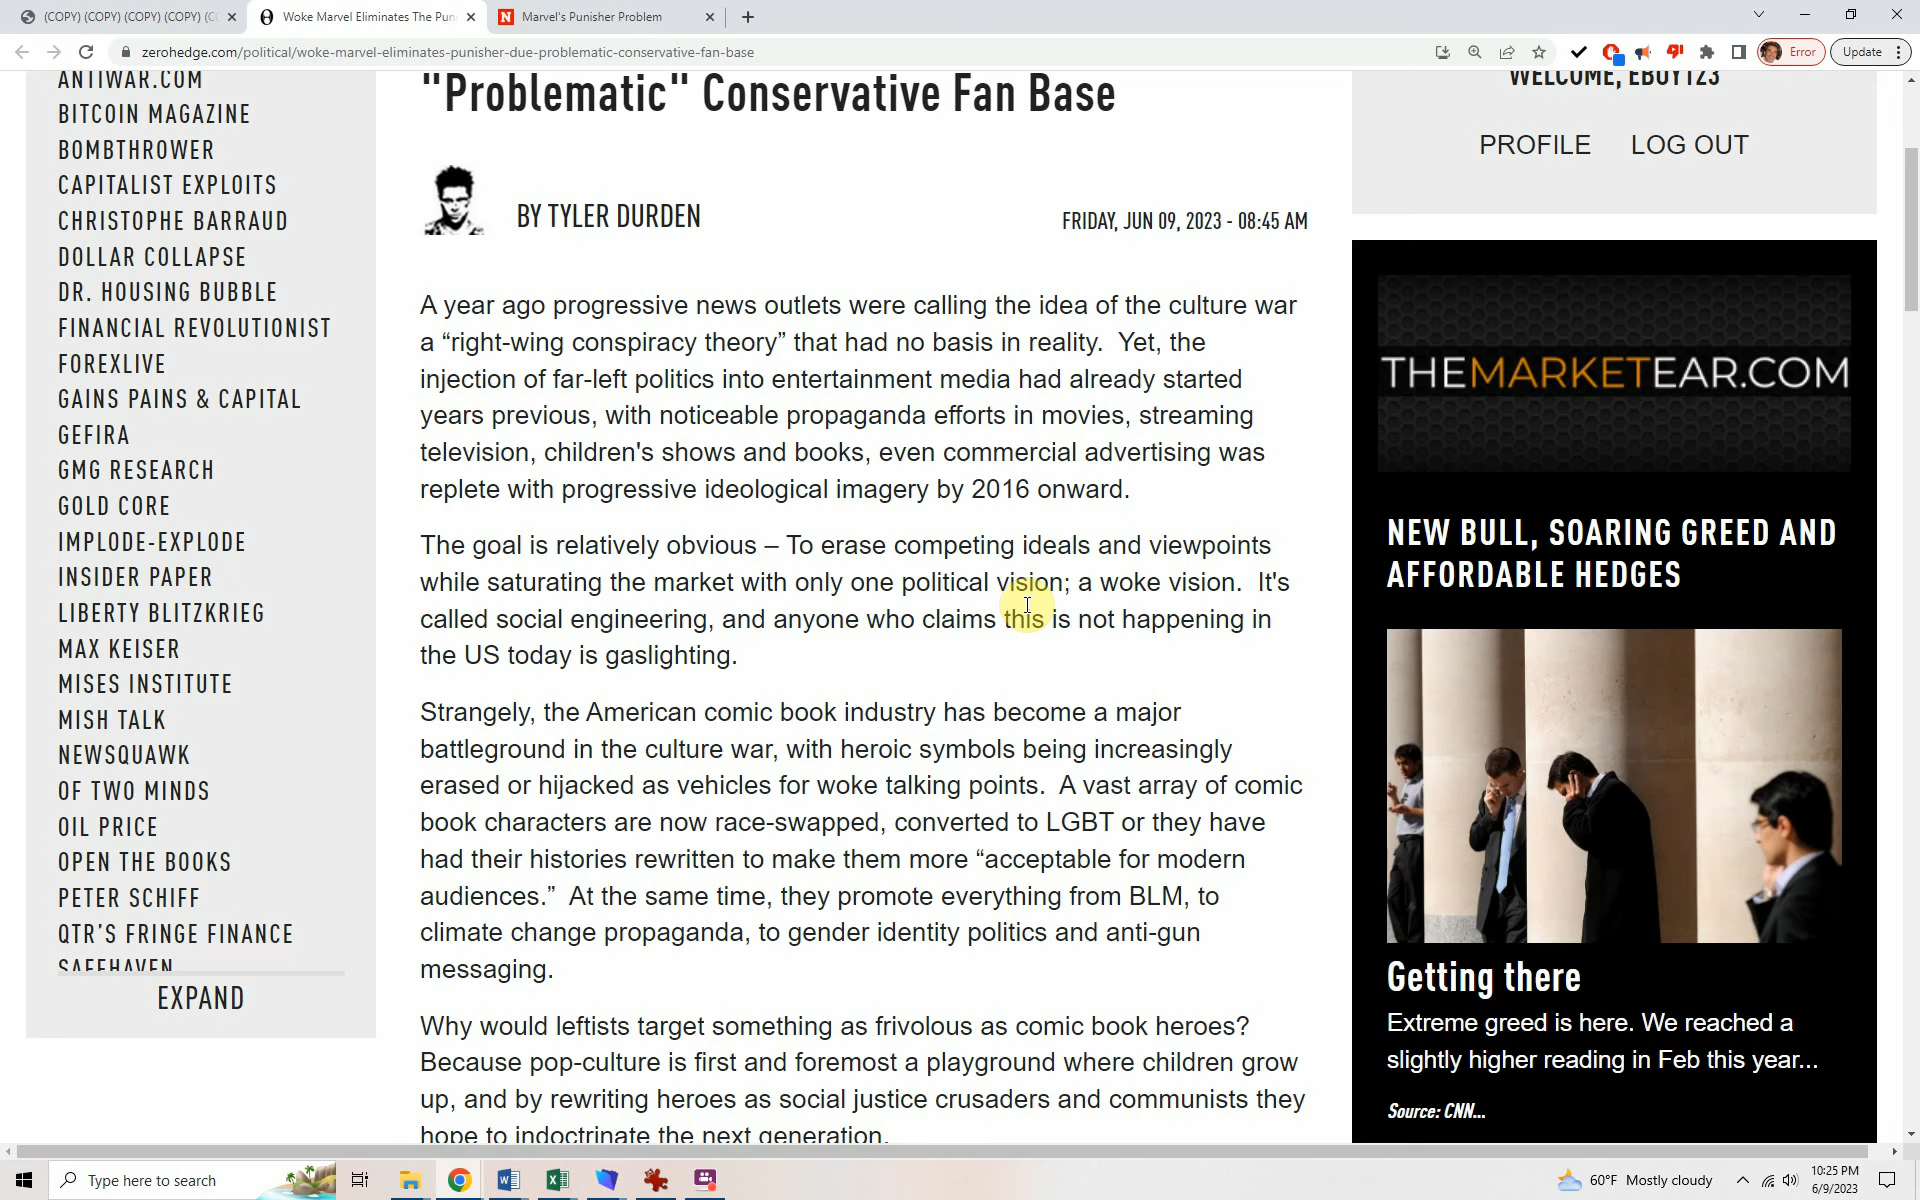 (COPY) (COPY) (COPY) (COPY) (C
Woke Marvel Eliminates The Pun
Marvel's Punisher Problem
zerohedge.com/political/woke-marvel-eliminates-punisher-due-problematic-conservative-fan-base
Error
Update
ANTIWAR.COM
BITCOIN MAGAZINE
BOMBTHROWER
CAPITALIST EXPLOITS
CHRISTOPHE BARRAUD
DOLLAR COLLAPSE
DR. HOUSING BUBBLE
FINANCIAL REVOLUTIONIST
FOREXLIVE
GAINS PAINS & CAPITAL
GEFIRA
GMG RESEARCH
GOLD CORE
IMPLODE-EXPLODE
INSIDER PAPER
LIBERTY BLITZKRIEG
MAX KEISER
MISES INSTITUTE
MISH TALK
NEWSQUAWK
OF TWO MINDS
OIL PRICE
OPEN THE BOOKS
PETER SCHIFF
QTR'S FRINGE FINANCE
SAFEHAVEN
EXPAND
"Problematic" Conservative Fan Base
BY TYLER DURDEN
FRIDAY, JUN 09, 2023 - 08:45 AM
A year ago progressive news outlets were calling the idea of the culture war
a “right-wing conspiracy theory” that had no basis in reality.  Yet, the
injection of far-left politics into entertainment media had already started
years previous, with noticeable propaganda efforts in movies, streaming
television, children's shows and books, even commercial advertising was
replete with progressive ideological imagery by 2016 onward.
The goal is relatively obvious – To erase competing ideals and viewpoints
while saturating the market with only one political vision; a woke vision.  It's
called social engineering, and anyone who claims this is not happening in
the US today is gaslighting.
Strangely, the American comic book industry has become a major
battleground in the culture war, with heroic symbols being increasingly
erased or hijacked as vehicles for woke talking points.  A vast array of comic
book characters are now race-swapped, converted to LGBT or they have
had their histories rewritten to make them more “acceptable for modern
audiences.”  At the same time, they promote everything from BLM, to
climate change propaganda, to gender identity politics and anti-gun
messaging.
Why would leftists target something as frivolous as comic book heroes?
Because pop-culture is first and foremost a playground where children grow
up, and by rewriting heroes as social justice crusaders and communists they
hope to indoctrinate the next generation.
WELCOME, EBUY123
PROFILE
LOG OUT
THEMARKETEAR.COM
NEW BULL, SOARING GREED AND
AFFORDABLE HEDGES
Getting there
Extreme greed is here. We reached a
slightly higher reading in Feb this year...
Source: CNN...
Type here to search
60°F Mostly cloudy
10:25 PM
6/9/2023